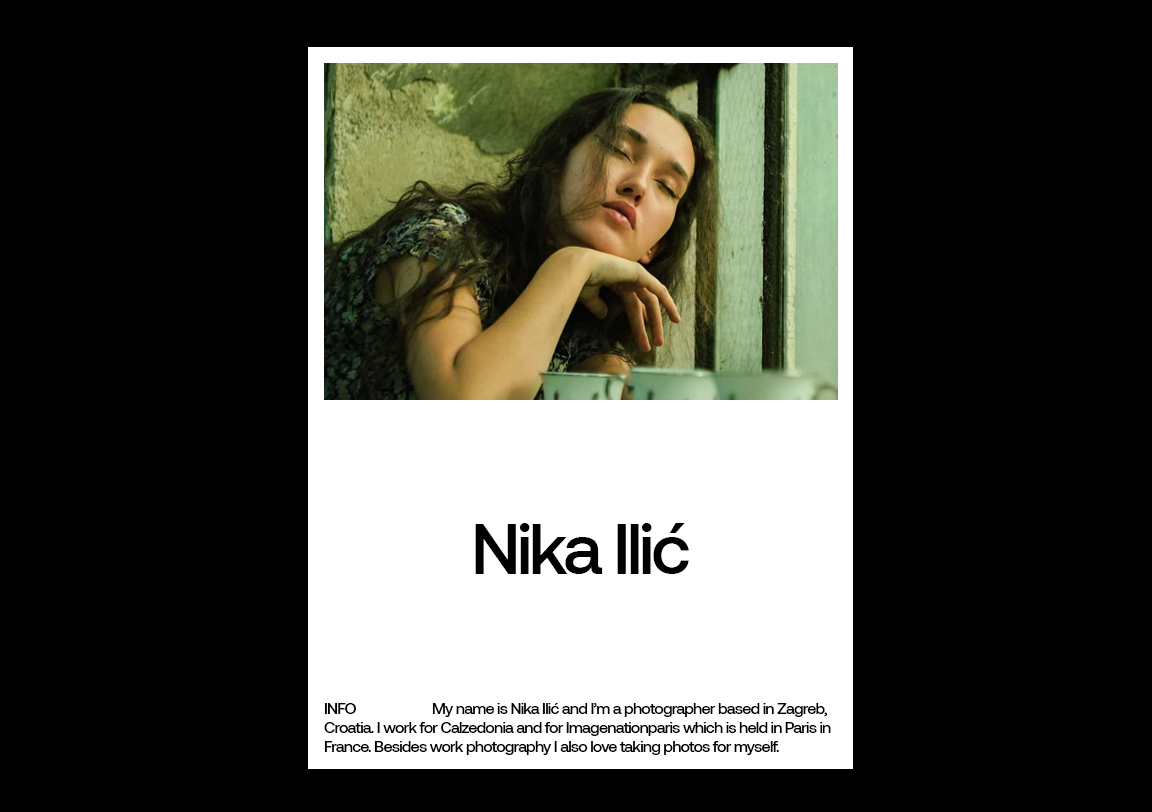 Nika Ilić
INFO My name is Nika Ilić and I’m a photographer based in Zagreb,
Croatia. I work for Calzedonia and for Imagenationparis which is held in Paris in
France. Besides work photography I also love taking photos for myself.